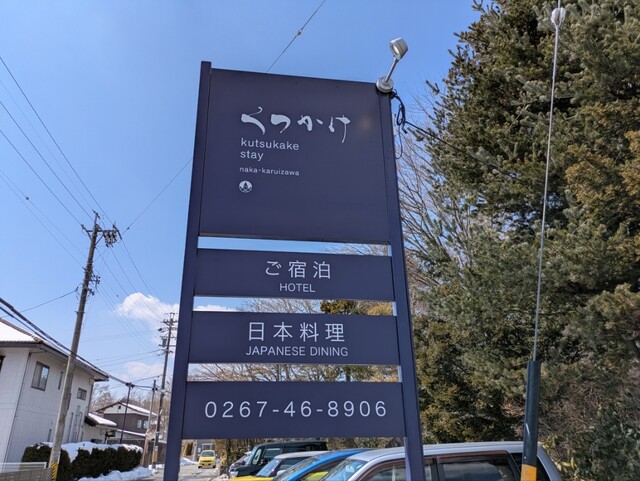 くつかけ
kutsukake
stay
naka-karuizawa
ご宿泊
HOTEL
日本料理
JAPANESE DINING
0267-46-8906